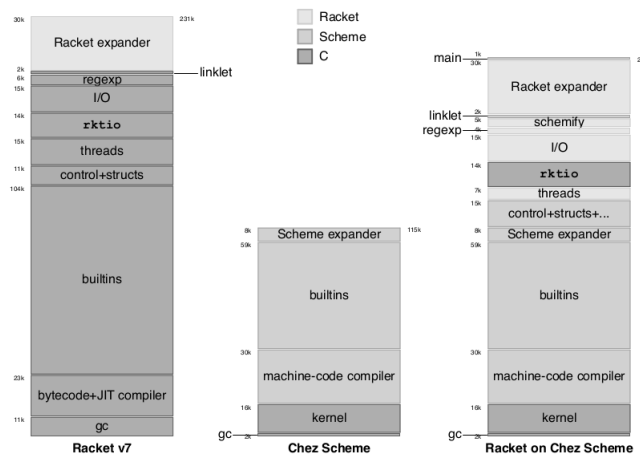 30k
231k
Racket
Scheme
C
Racket expander
2k
6k
regexp
linklet
15k
I/O
14k
rktio
15k
threads
11k
control+structs
104k
builtins
23k
bytecode+JIT compiler
11k
gc
Racket v7
8k
115k
Scheme expander
59k
builtins
30k
machine-code compiler
16k
kernel
gc
2k
Chez Scheme
main
1k
30k
Racket expander
linklet
2k
5k
schemify
regexp
15k
I/O
14k
rktio
7k
threads
15k
control+structs+...
8k
Scheme expander
59k
builtins
30k
machine-code compiler
16k
kernel
gc
2k
Racket on Chez Scheme